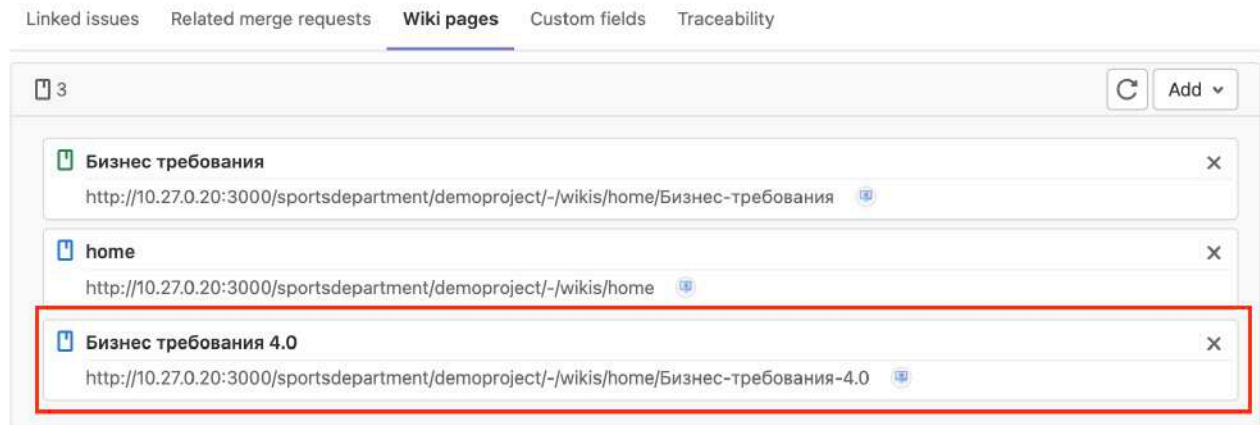 Linked issues Related merge requests Wiki pages Custom fields Traceability
3 Add
Бизнес требования
http://10.27.0.20:3000/sportsdepartment/demoproject/-/wikis/home/Бизнес-требования
home
http://10.27.0.20:3000/sportsdepartment/demoproject/-/wikis/home
Бизнес требования 4.0
http://10.27.0.20:3000/sportsdepartment/demoproject/-/wikis/home/Бизнес-требования-4.0